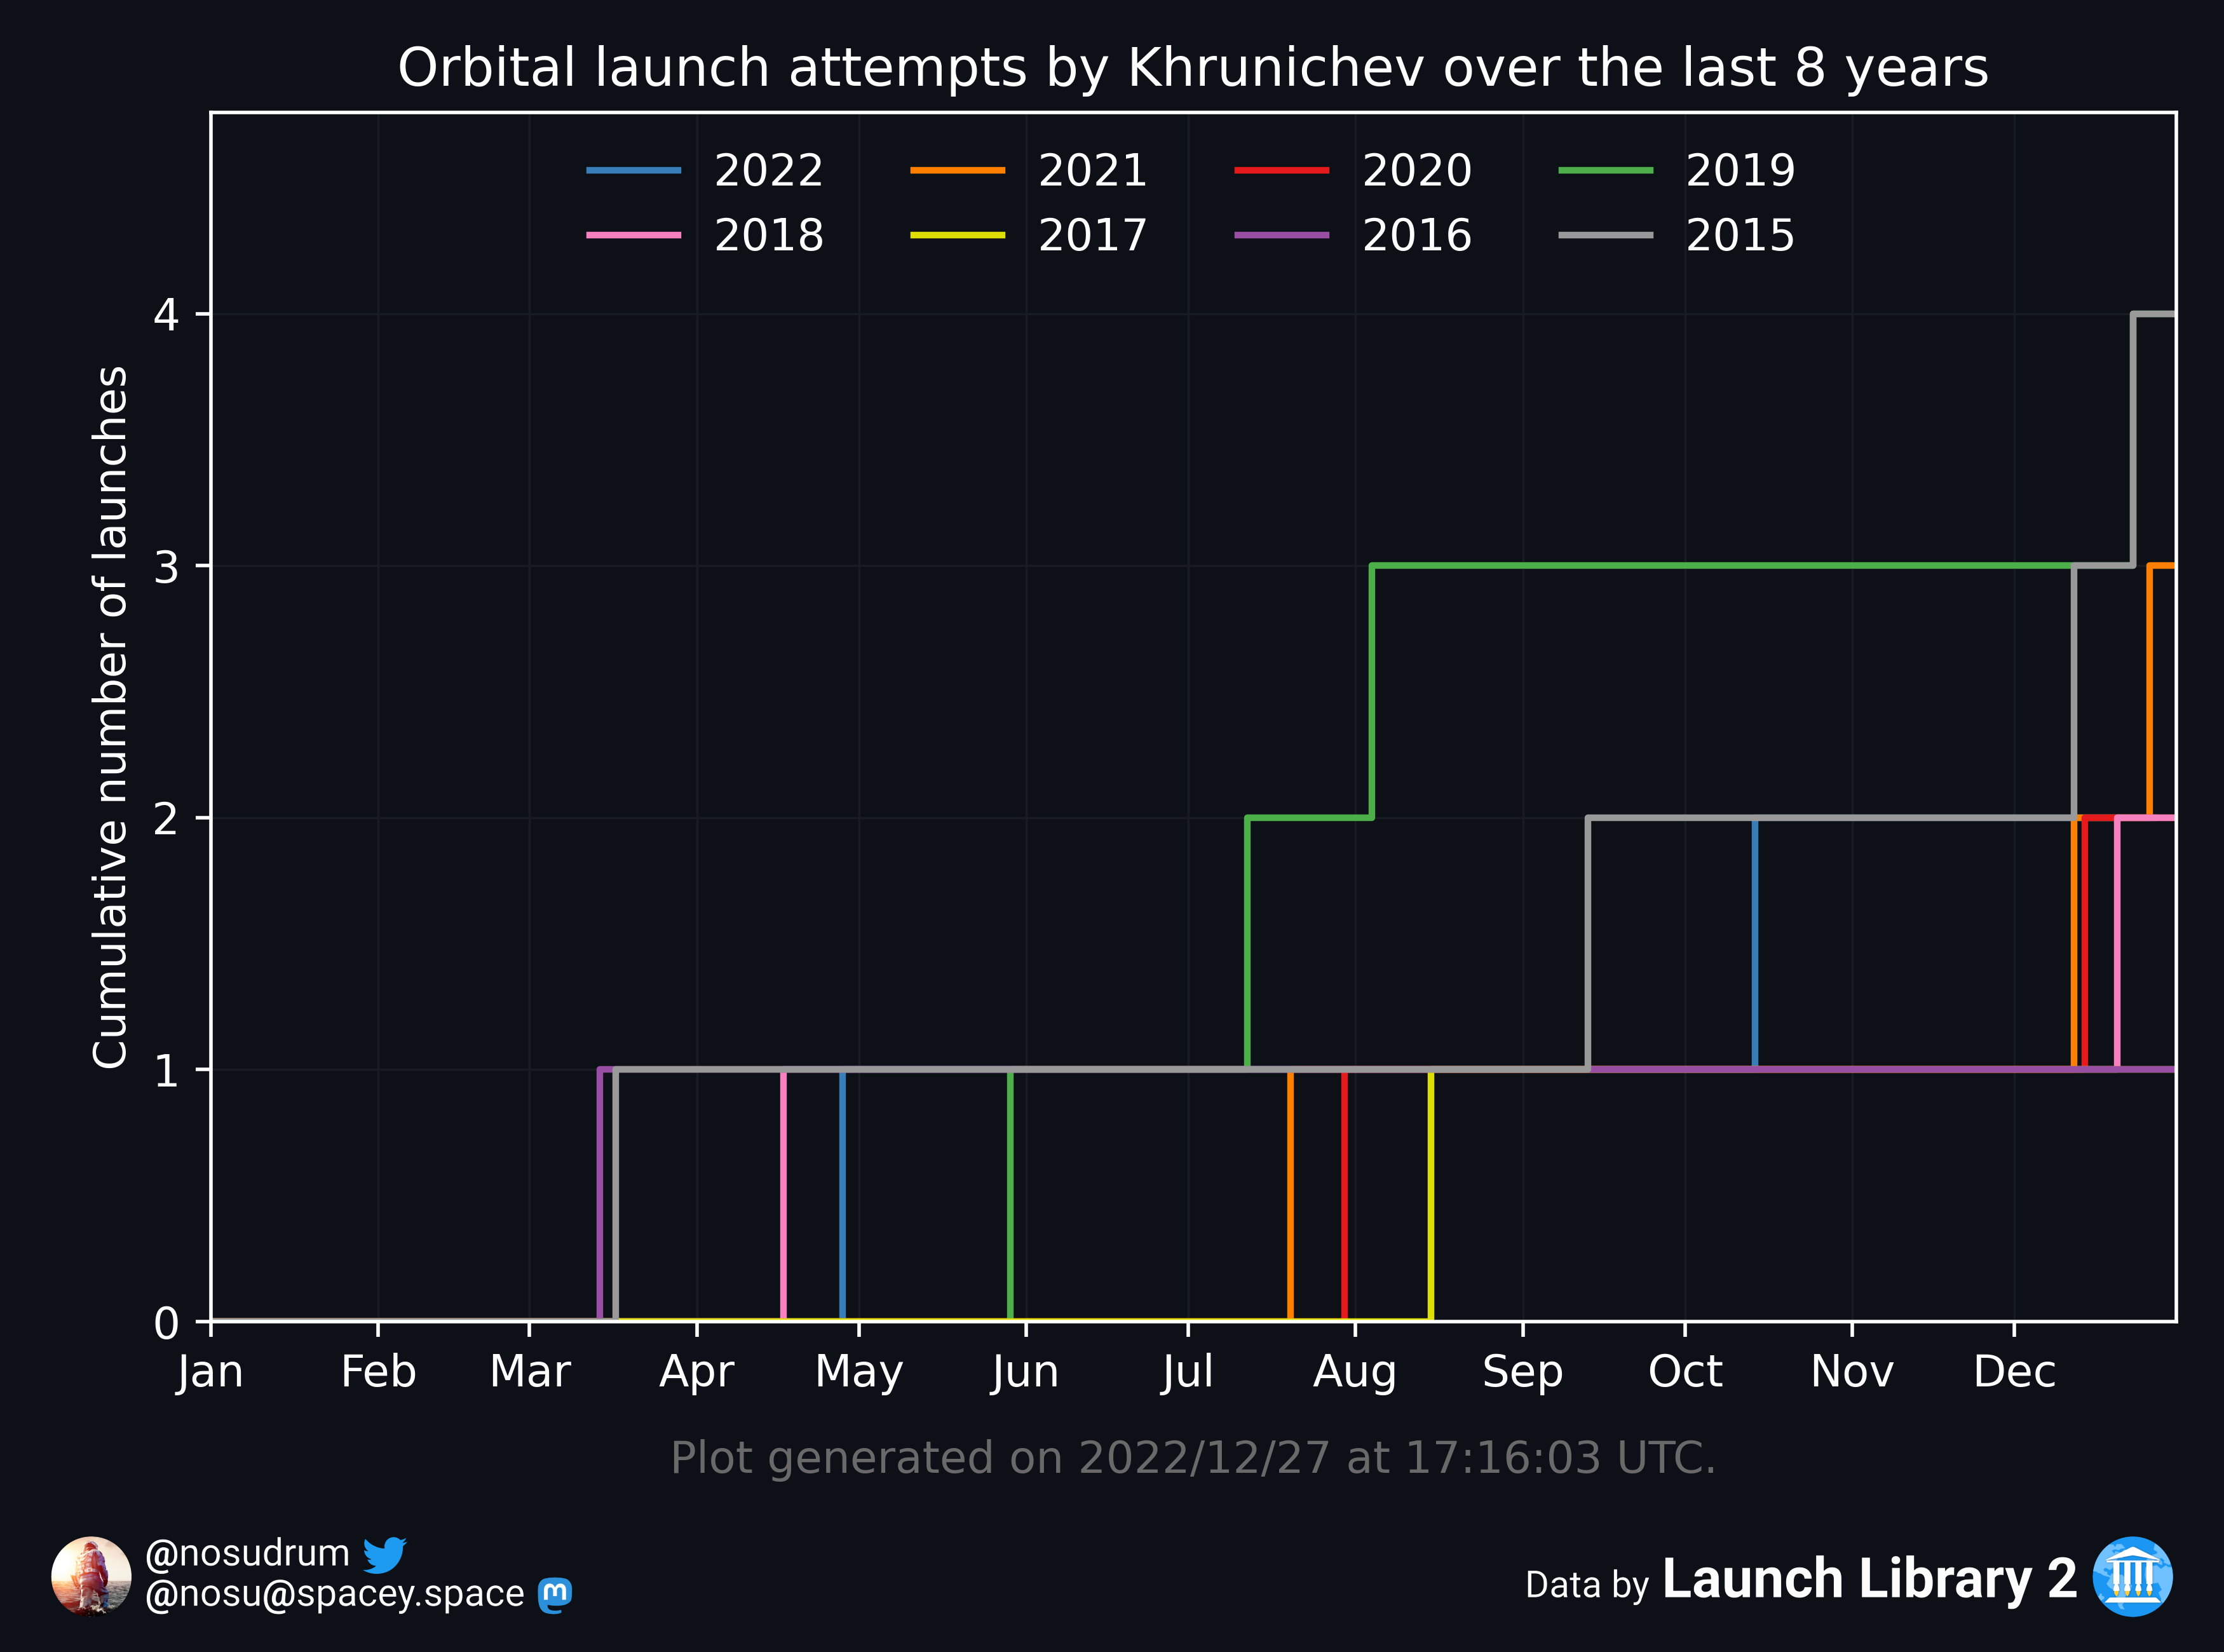 Orbital launch attempts by Khrunichev over the last 8 years
2022 2021 2020 2019
2018 2017 2016 2015
Cumulative number of launches
4
3
2
1
0
Jan Feb Mar Apr May Jun Jul Aug Sep Oct Nov Dec
Plot generated on 2022/12/27 at 17:16:03 UTC.
@nosudrum
@nosu@spacey.space
Data by Launch Library 2